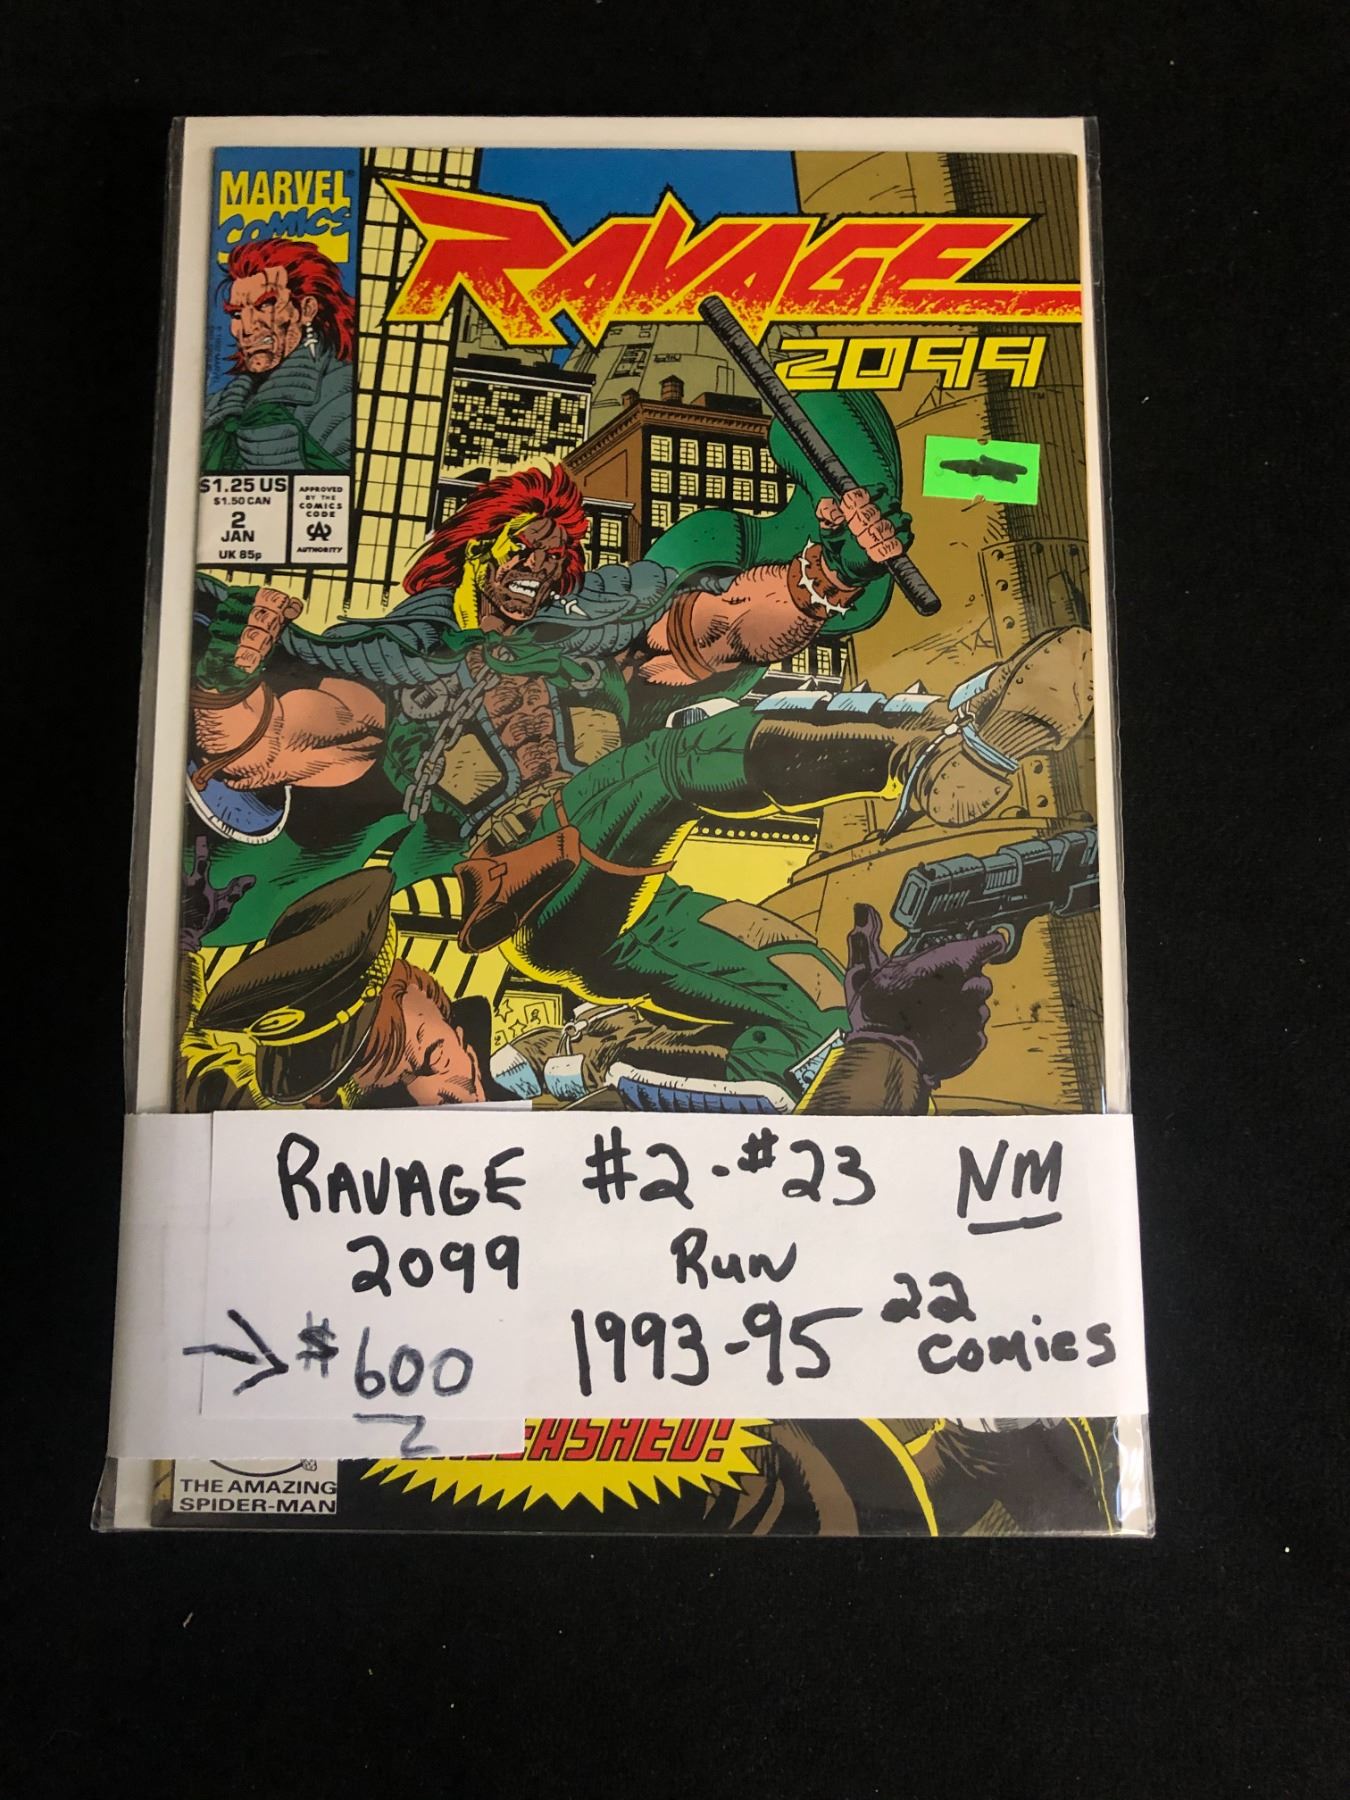 MARVEL
COMICS
RAVAGE
2099
$1.25 US
$1.50 CAN
2
JAN
UK 85p
APPROVED
BY THE
COMICS
CODE
CA
AUTHORITY
RAVAGE #2-#23 NM
2099 Run
→ $600 1993-95 22 comics
THE AMAZING
SPIDER-MAN